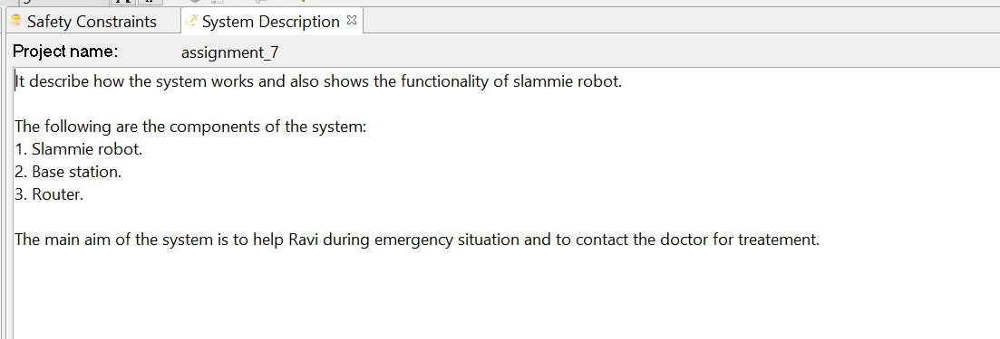 Safety Constraints
System Description
Project name: assignment_7
It describe how the system works and also shows the functionality of slammie robot.
The following are the components of the system:
1. Slammie robot.
2. Base station.
3. Router.
The main aim of the system is to help Ravi during emergency situation and to contact the doctor for treatement.